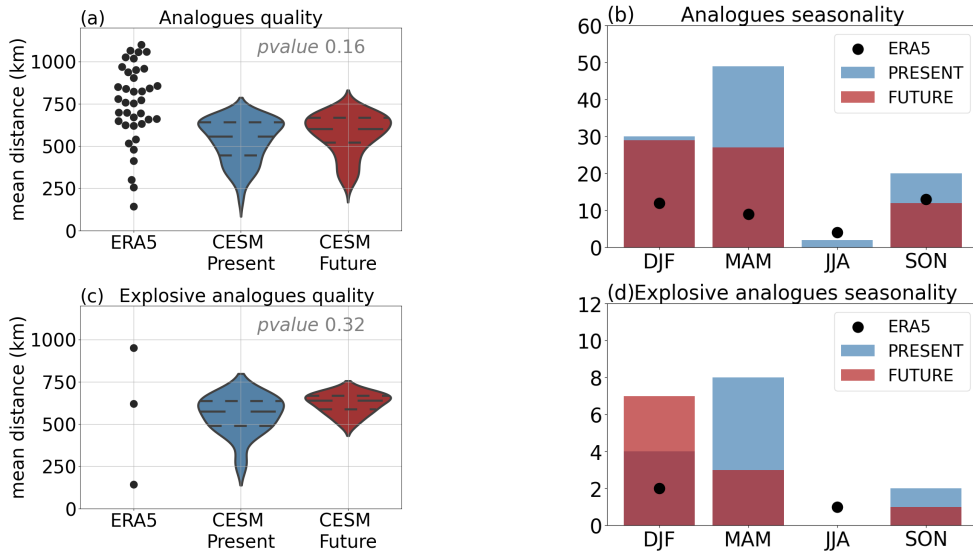 (a) Analogues quality
pvalue 0.16
mean distance (km)
1000
750
500
250
0
ERA5
CESM
Present
CESM
Future
(b) Analogues seasonality
60
50
40
30
20
10
0
ERA5
PRESENT
FUTURE
DJF
MAM
JJA
SON
(c) Explosive analogues quality
pvalue 0.32
mean distance (km)
1000
750
500
250
0
ERA5
CESM
Present
CESM
Future
(d)Explosive analogues seasonality
12
10
8
6
4
2
0
ERA5
PRESENT
FUTURE
DJF
MAM
JJA
SON